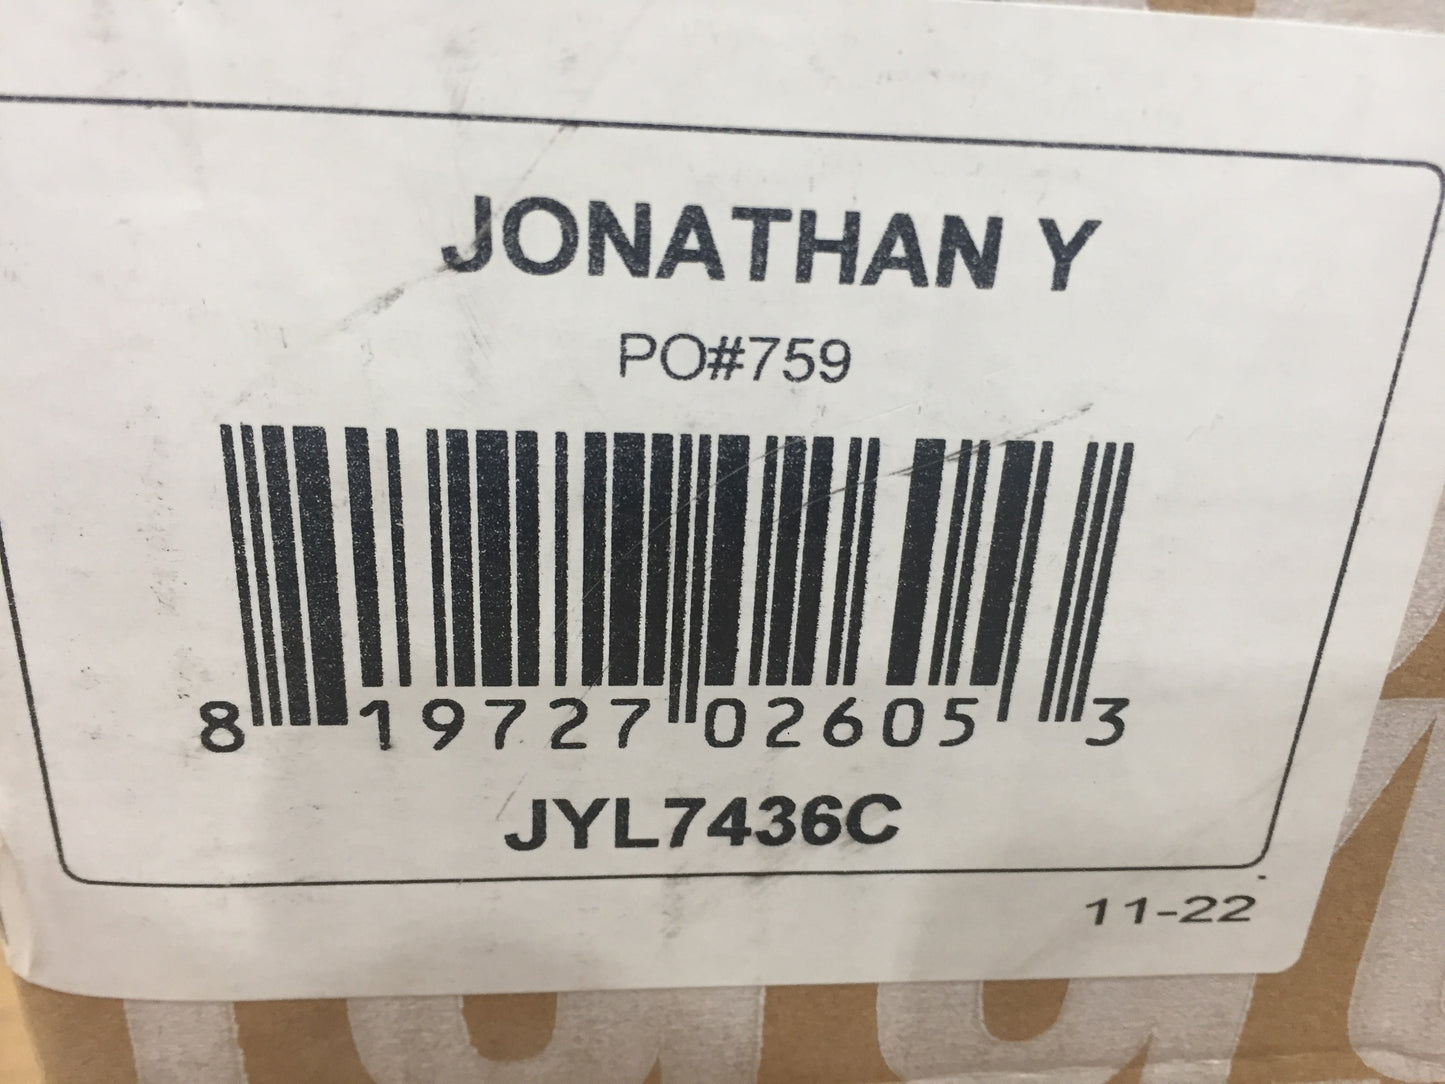 JONATHAN Y
PO#759
8 19727 02605 3
JYL7436C
11-22